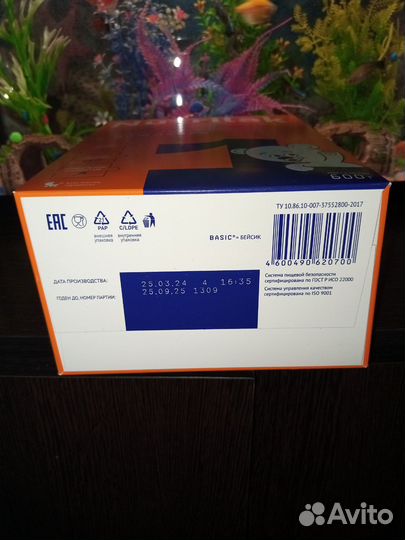 600г
ТУ 10.86.10-007-37552800-2017
EAC
21
PAP
внешняя
упаковка
C/LDPE
внутренняя
упаковка
BASIC* - БЕЙСИК
4 600490 620700
Система пищевой безопасности
сертифицирована по ГОСТ Р ИСО 22000
Система управления качеством
сертифицирована по ISO 9001
ДАТА ПРОИЗВОДСТВА:
25.03.24 4 16:35
ГОДЕН ДО, НОМЕР ПАРТИИ:
25.09.25 1309
Avito